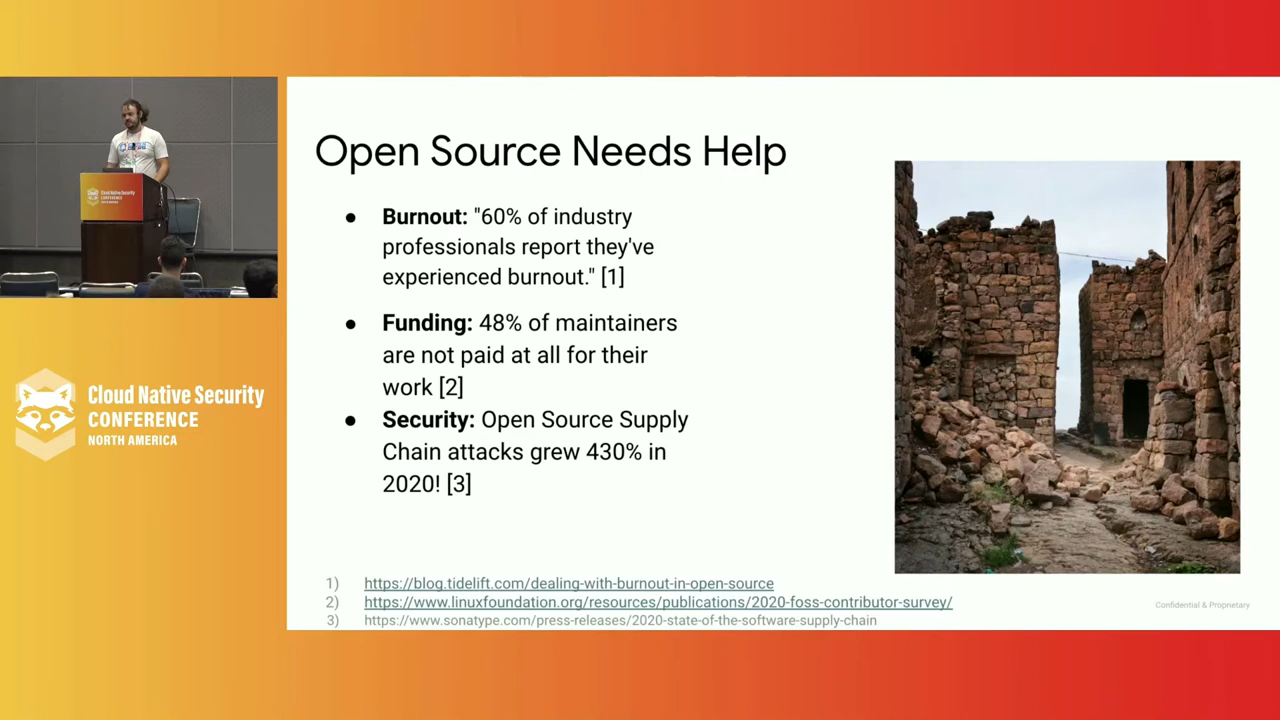 Open Source Needs Help
● Burnout: "60% of industry
professionals report they've
experienced burnout." [1]
● Funding: 48% of maintainers
are not paid at all for their
work [2]
● Security: Open Source Supply
Chain attacks grew 430% in
2020! [3]
1) https://blog.tidelift.com/dealing-with-burnout-in-open-source
2) https://www.linuxfoundation.org/resources/publications/2020-foss-contributor-survey/
3) https://www.sonatype.com/press-releases/2020-state-of-the-software-supply-chain
Confidential & Proprietary
Cloud Native Security
CONFERENCE
NORTH AMERICA
Cloud Native Security
CONFERENCE